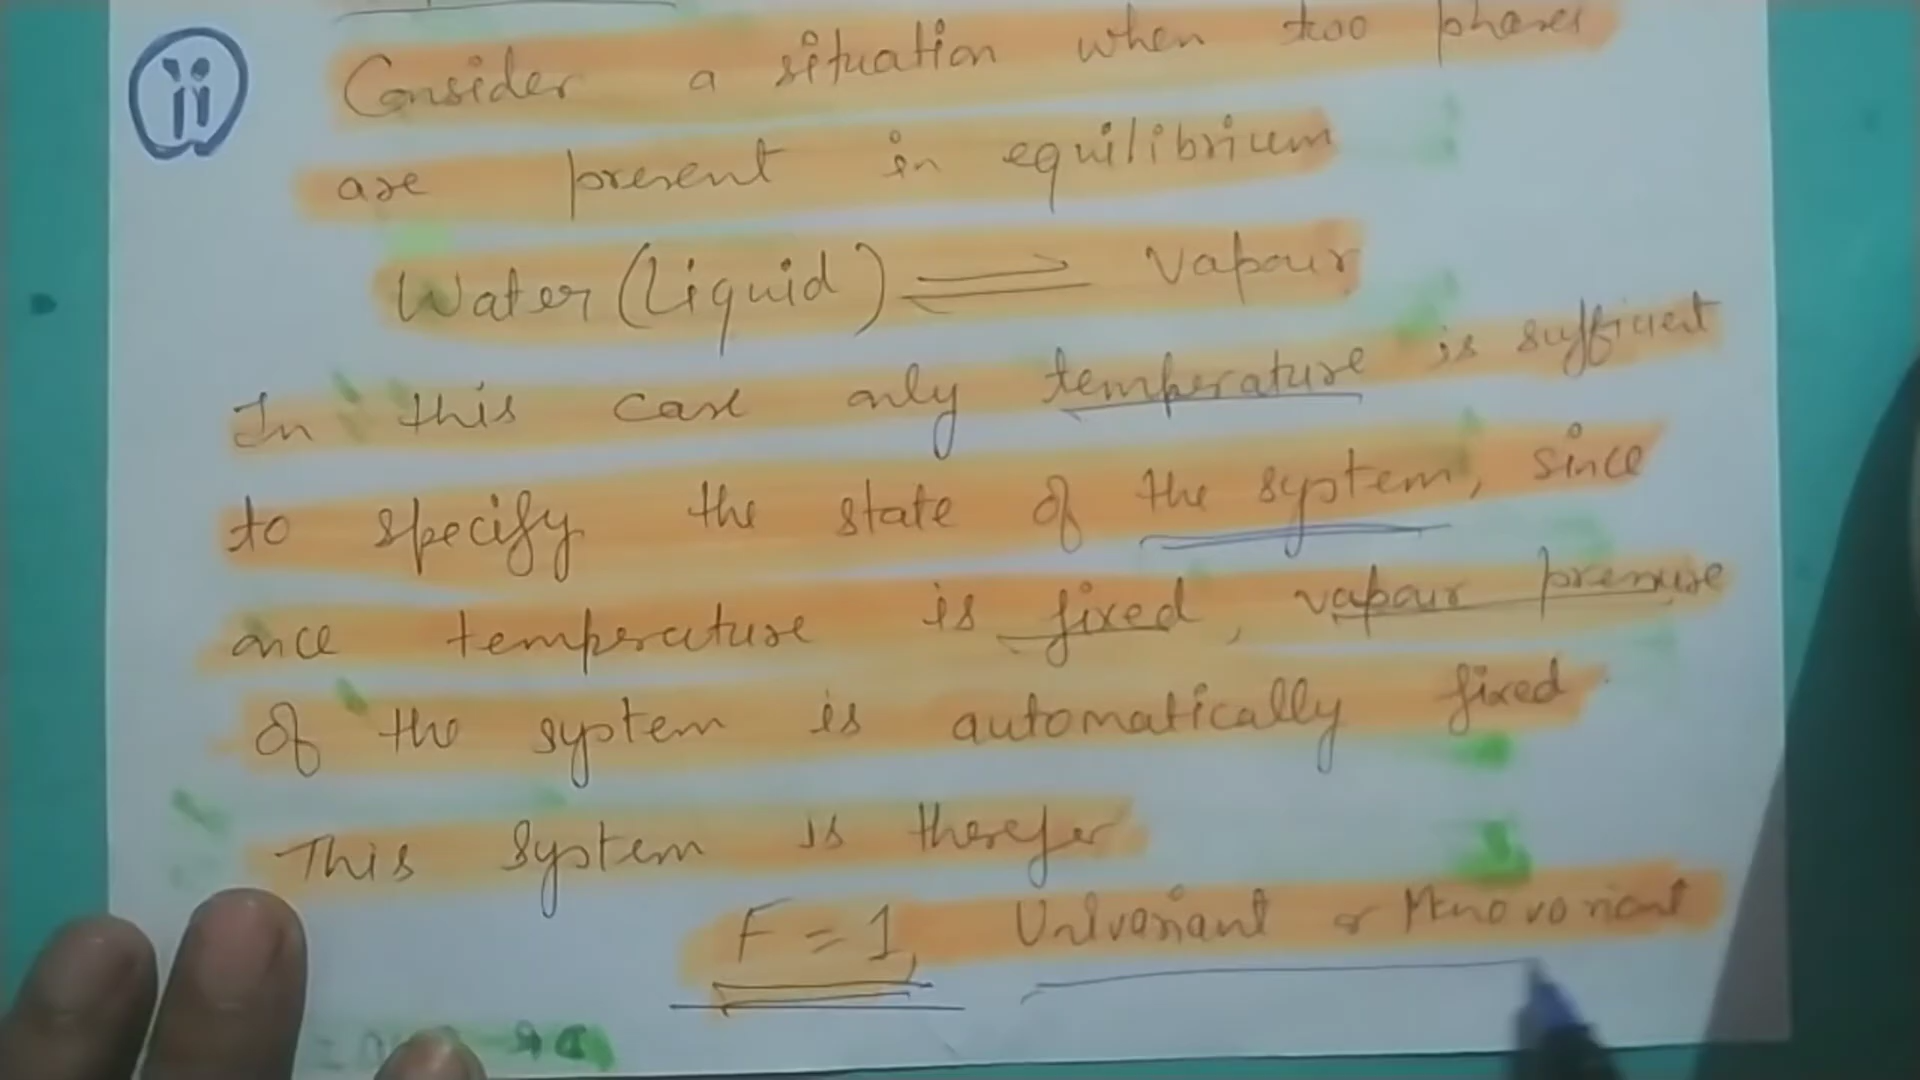 ii Consider a situation when two phases
are present in equilibrium
Water (Liquid) ⇌ Vapour
In this case only temperature is sufficient
to specify the state of the system, since
once temperature is fixed, vapour pressure
of the system is automatically fixed
This system is therefor
F = 1, Univariant or Monovariant